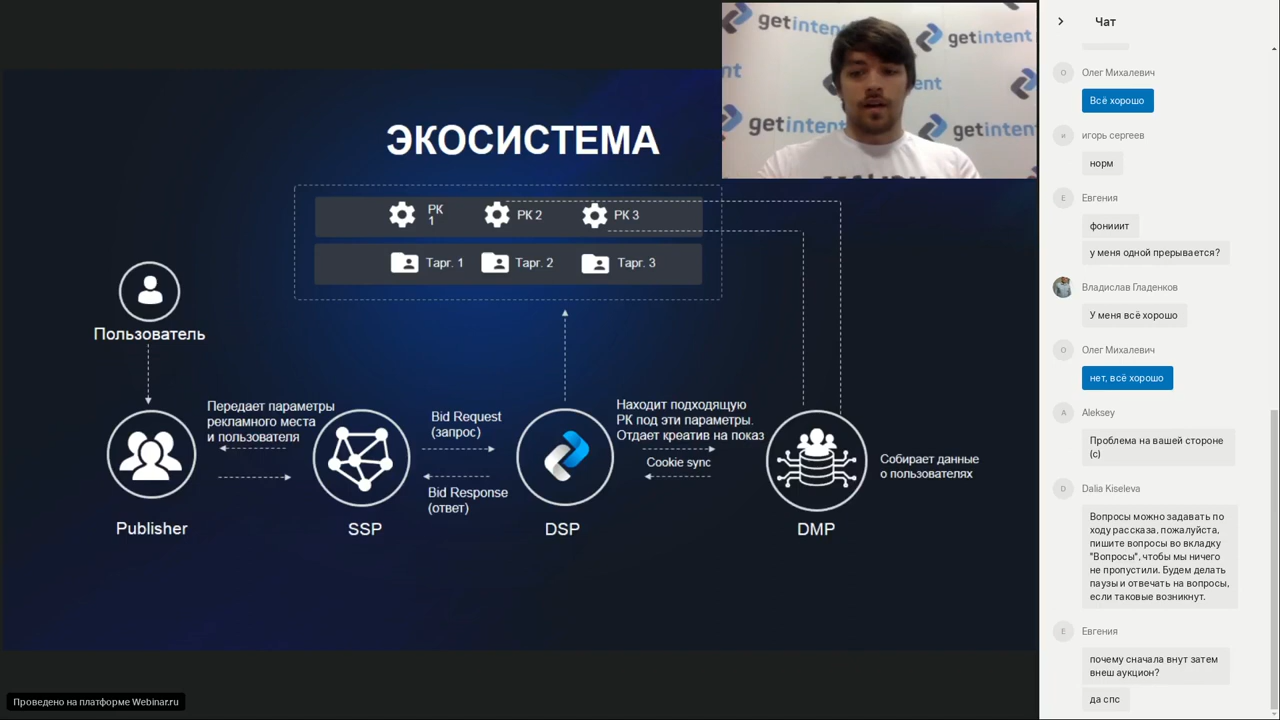 getintent
getintent
nt
ent
getintent
getintent
ЭКОСИСТЕМА
РК
1
РК 2
РК 3
Тарг. 1
Тарг. 2
Тарг. 3
Пользователь
Передает параметры
рекламного места
и пользователя
Bid Request
(запрос)
Bid Response
(ответ)
Находит подходящую
РК под эти параметры.
Отдает креатив на показ
Cookie sync
Собирает данные
о пользователях
Publisher
SSP
DSP
DMP
Проведено на платформе Webinar.ru
Чат
О
Олег Михалевич
Всё хорошо
и
игорь сергеев
норм
Е
Евгения
фониииt
у меня одной прерывается?
Владислав Гладенков
У меня всё хорошо
О
Олег Михалевич
нет, всё хорошо
A
Aleksey
Проблема на вашей стороне
(с)
D
Dalia Kiseleva
Вопросы можно задавать по
ходу рассказа, пожалуйста,
пишите вопросы во вкладку
"Вопросы", чтобы мы ничего
не пропустили. Будем делать
паузы и отвечать на вопросы,
если таковые возникнут.
Е
Евгения
почему сначала внут затем
внеш аукцион?
да спс